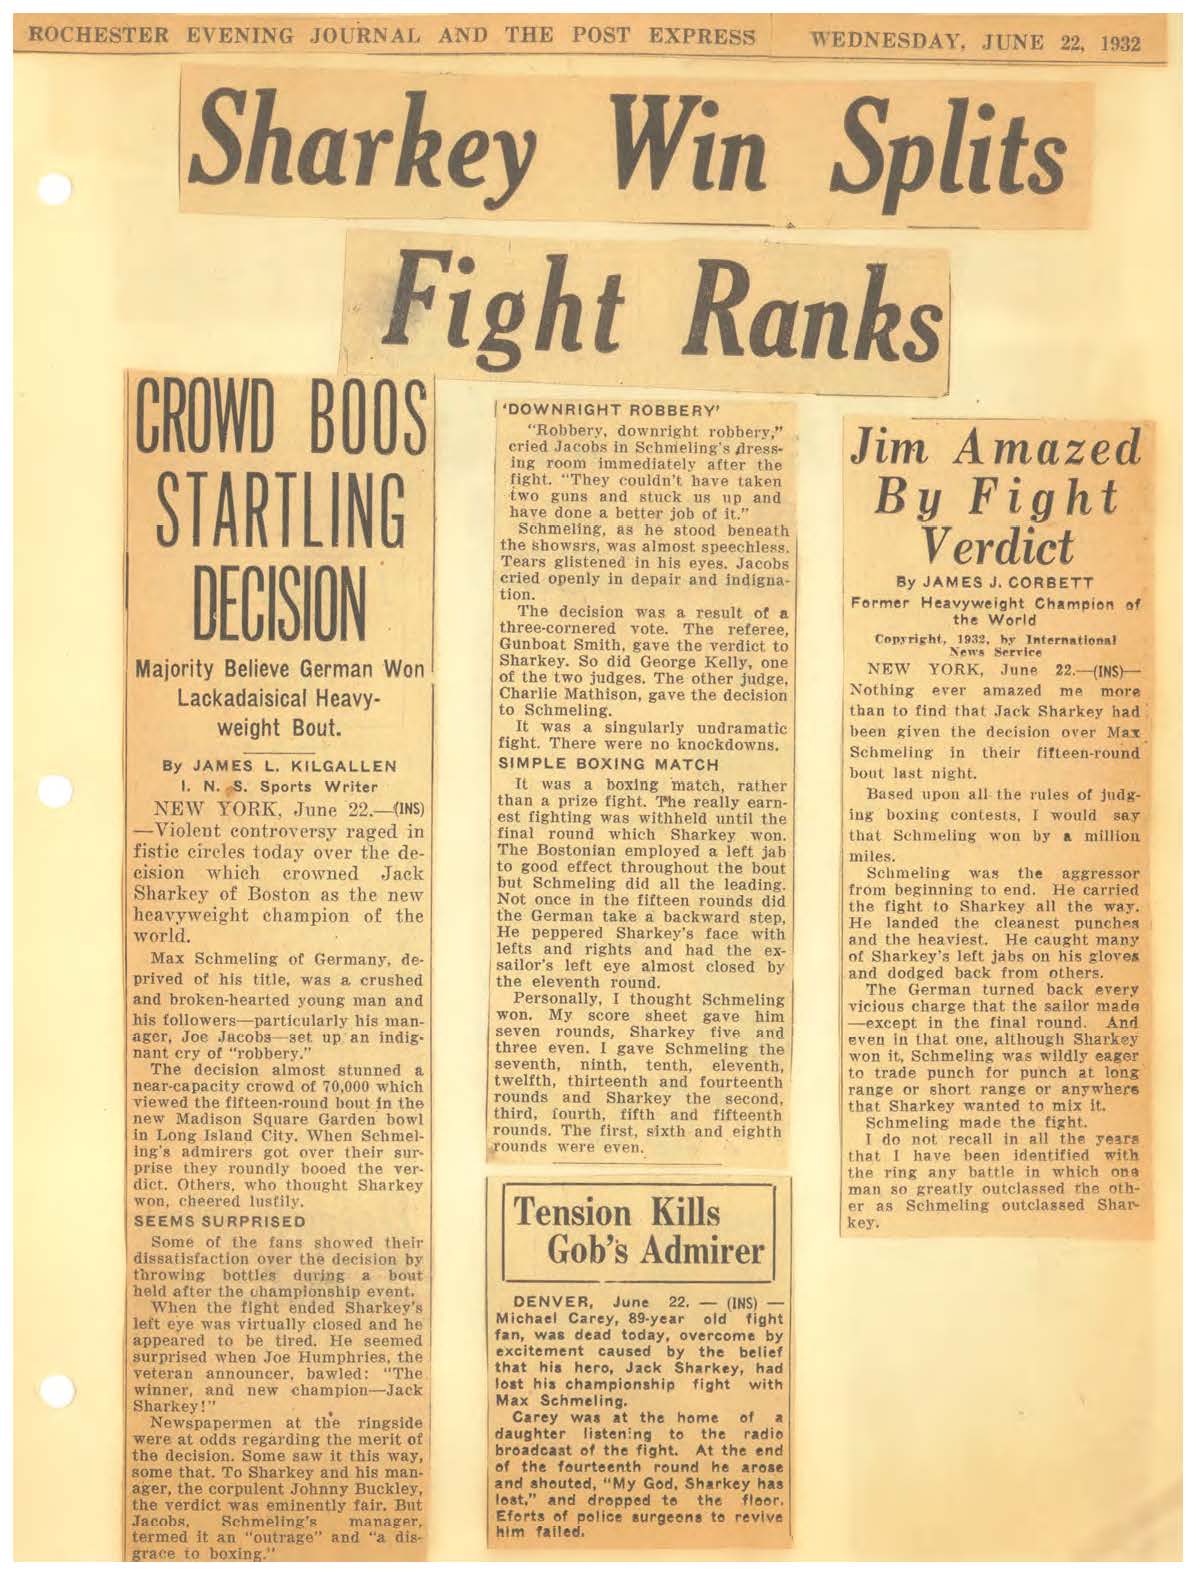 ROCHESTER EVENING JOURNAL AND THE POST EXPRESS WEDNESDAY, JUNE 22, 1932
Sharkey Win Splits
Fight Ranks
CROWD BOOS
STARTLING
DECISION
Majority Believe German Won
Lackadaisical Heavy-
weight Bout.
By JAMES L. KILGALLEN
I. N. S. Sports Writer
NEW YORK, June 22.—(INS)
—Violent controversy raged in
fistic circles today over the de-
cision which crowned Jack
Sharkey of Boston as the new
heavyweight champion of the
world.
Max Schmeling of Germany, de-
prived of his title, was a crushed
and broken-hearted young man and
his followers—particularly his man-
ager, Joe Jacobs—set up an indig-
nant cry of "robbery."
The decision almost stunned a
near-capacity crowd of 70,000 which
viewed the fifteen-round bout in the
new Madison Square Garden bowl
in Long Island City. When Schmel-
ing's admirers got over their sur-
prise they roundly booed the ver-
dict. Others, who thought Sharkey
won, cheered lustily.
SEEMS SURPRISED
Some of the fans showed their
dissatisfaction over the decision by
throwing bottles during a bout
held after the championship event.
When the fight ended Sharkey's
left eye was virtually closed and he
appeared to be tired. He seemed
surprised when Joe Humphries, the
veteran announcer, bawled: "The
winner, and new champion—Jack
Sharkey!"
Newspapermen at the ringside
were at odds regarding the merit of
the decision. Some saw it this way,
some that. To Sharkey and his man-
ager, the corpulent Johnny Buckley,
the verdict was eminently fair. But
Jacobs, Schmeling's manager,
termed it an "outrage" and "a dis-
grace to boxing."
'DOWNRIGHT ROBBERY'
"Robbery, downright robbery,"
cried Jacobs in Schmeling's dress-
ing room immediately after the
fight. "They couldn't have taken
two guns and stuck us up and
have done a better job of it."
Schmeling, as he stood beneath
the showsrs, was almost speechless.
Tears glistened in his eyes. Jacobs
cried openly in depair and indigna-
tion.
The decision was a result of a
three-cornered vote. The referee,
Gunboat Smith, gave the verdict to
Sharkey. So did George Kelly, one
of the two judges. The other judge,
Charlie Mathison, gave the decision
to Schmeling.
It was a singularly undramatic
fight. There were no knockdowns.
SIMPLE BOXING MATCH
It was a boxing match, rather
than a prize fight. The really earn-
est fighting was withheld until the
final round which Sharkey won.
The Bostonian employed a left jab
to good effect throughout the bout
but Schmeling did all the leading.
Not once in the fifteen rounds did
the German take a backward step,
He peppered Sharkey's face with
lefts and rights and had the ex-
sailor's left eye almost closed by
the eleventh round.
Personally, I thought Schmeling
won. My score sheet gave him
seven rounds, Sharkey five and
three even. I gave Schmeling the
seventh, ninth, tenth, eleventh,
twelfth, thirteenth and fourteenth
rounds and Sharkey the second,
third, fourth, fifth and fifteenth
rounds. The first, sixth and eighth
rounds were even.
Tension Kills
Gob's Admirer
DENVER, June 22. — (INS) —
Michael Carey, 89-year old fight
fan, was dead today, overcome by
excitement caused by the belief
that his hero, Jack Sharkey, had
lost his championship fight with
Max Schmeling.
Carey was at the home of a
daughter listening to the radio
broadcast of the fight. At the end
of the fourteenth round he arose
and shouted, "My God, Sharkey has
lost," and dropped to the floor.
Eforts of police surgeons to revive
him failed.
Jim Amazed
By Fight
Verdict
By JAMES J. CORBETT
Former Heavyweight Champion of
the World
Copyright, 1932, by International
News Service
NEW YORK, June 22.—(INS)—
Nothing ever amazed me more
than to find that Jack Sharkey had
been given the decision over Max
Schmeling in their fifteen-round
bout last night.
Based upon all the rules of judg-
ing boxing contests, I would say
that Schmeling won by a million
miles.
Schmeling was the aggressor
from beginning to end. He carried
the fight to Sharkey all the way.
He landed the cleanest punches
and the heaviest. He caught many
of Sharkey's left jabs on his gloves
and dodged back from others.
The German turned back every
vicious charge that the sailor made
—except in the final round. And
even in that one, although Sharkey
won it, Schmeling was wildly eager
to trade punch for punch at long
range or short range or anywhere
that Sharkey wanted to mix it.
Schmeling made the fight.
I do not recall in all the years
that I have been identified with
the ring any battle in which one
man so greatly outclassed the oth-
er as Schmeling outclassed Shar-
key.